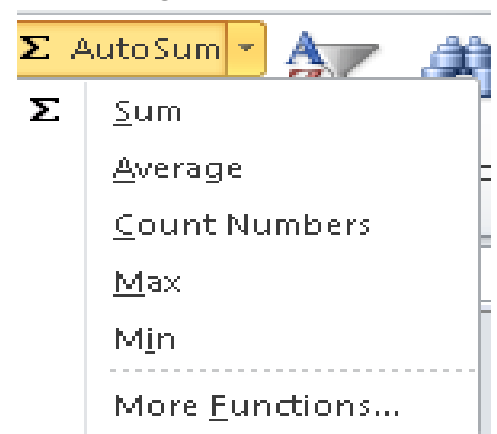 Σ AutoSum
Σ Sum
Average
Count Numbers
Max
Min
More Functions...